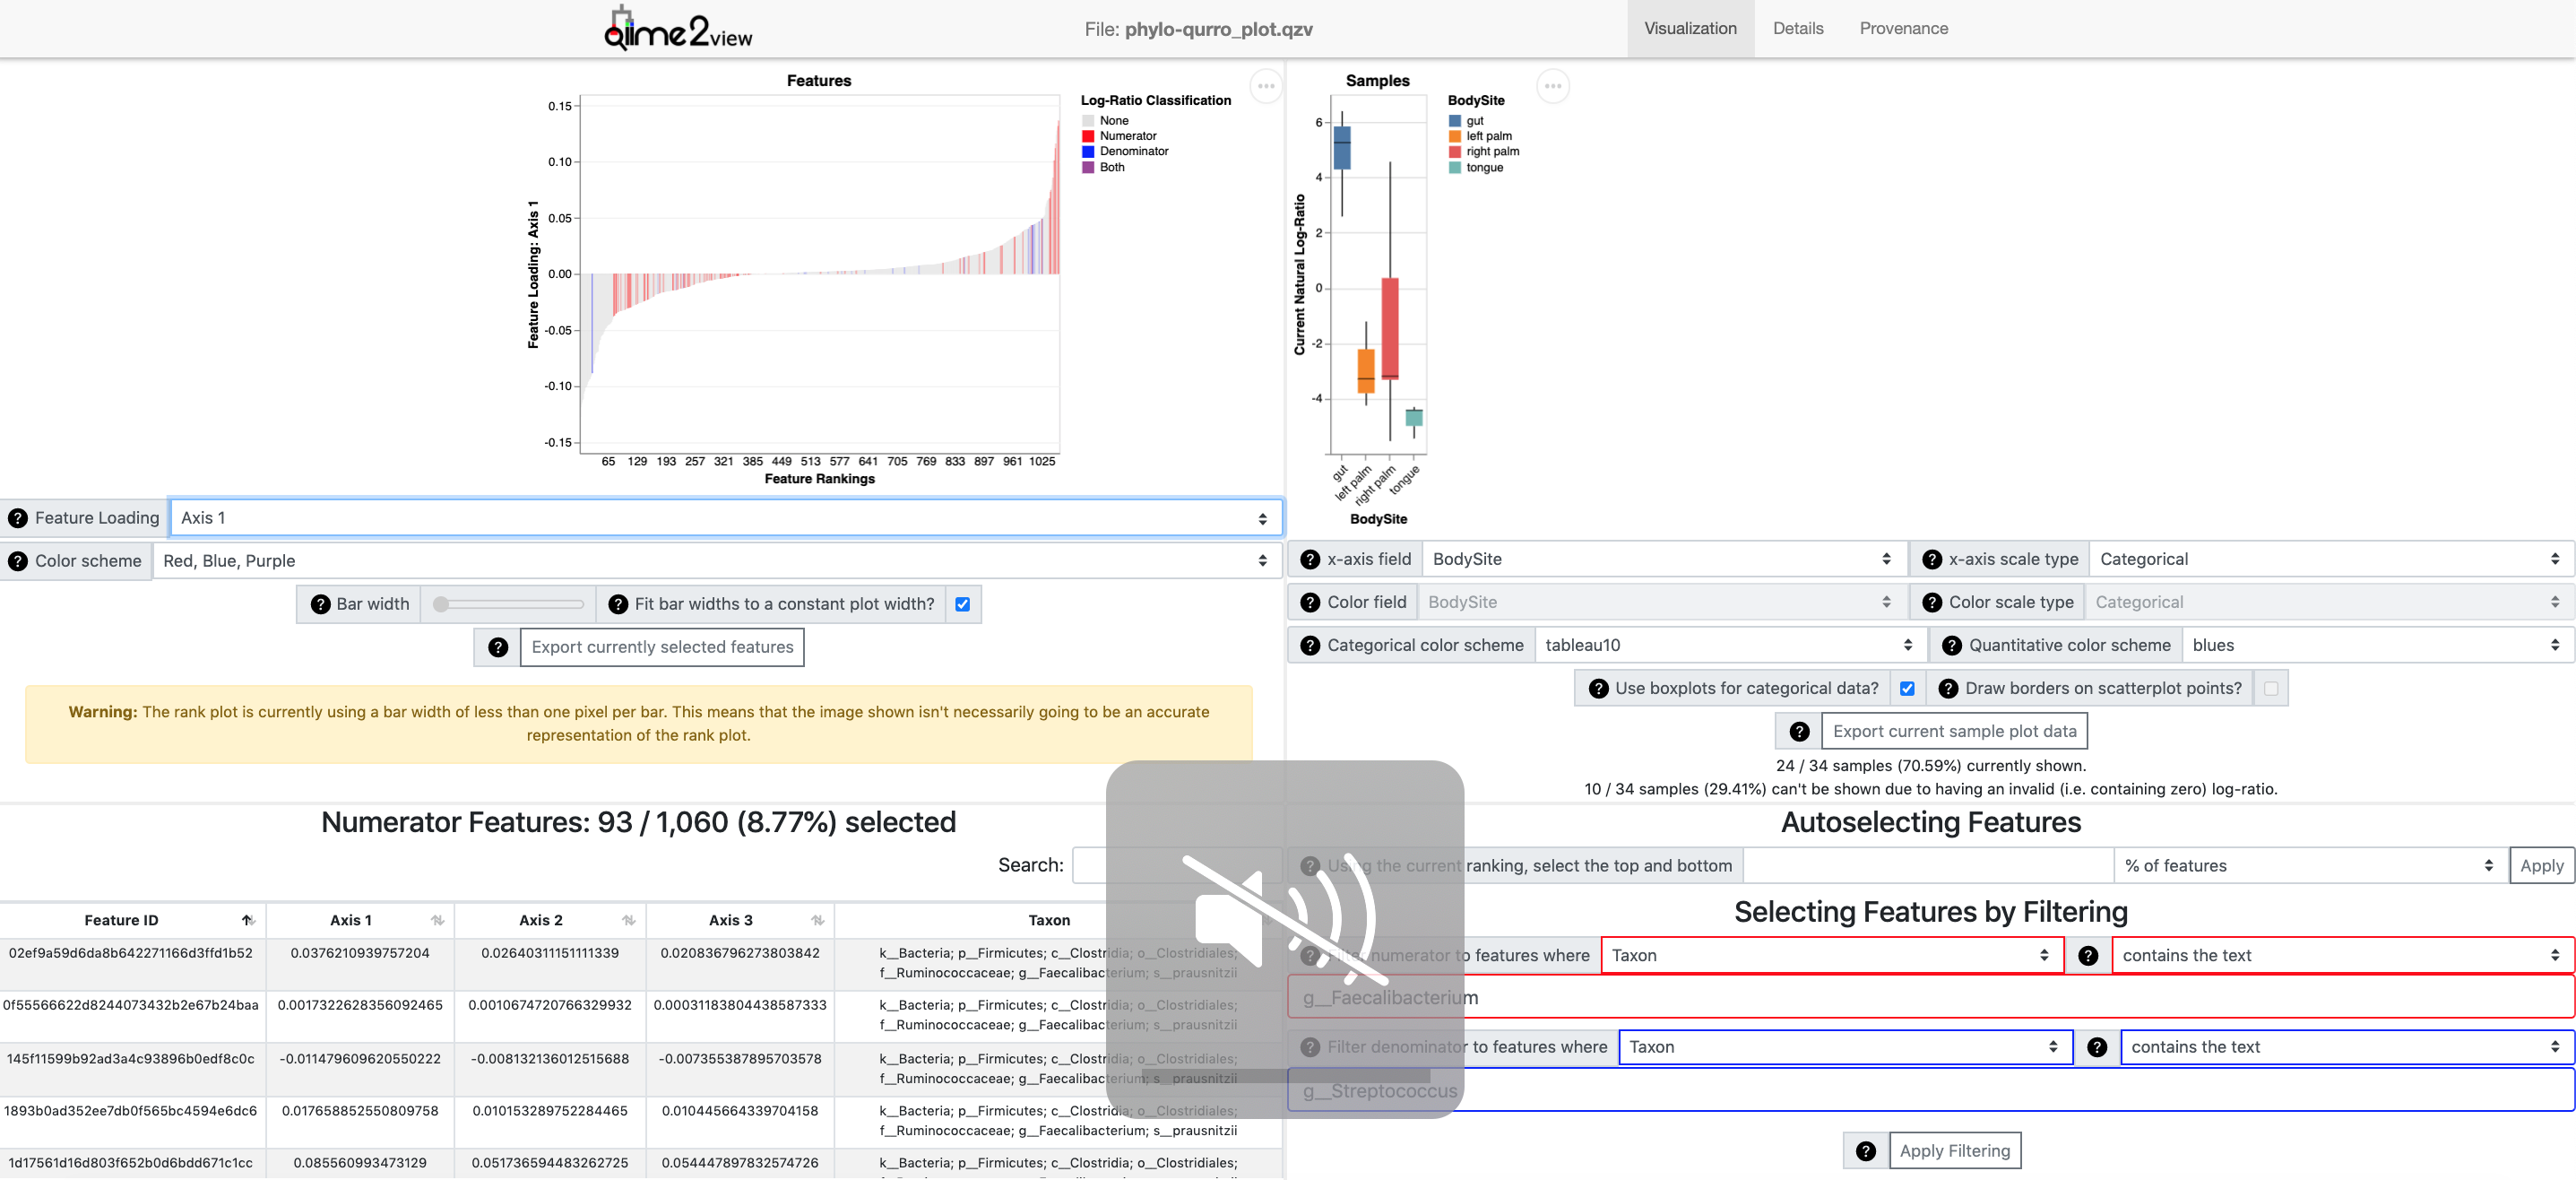 qiime2view
File: phylo-qurro_plot.qzv
Visualization
Details
Provenance
Features
0.15
0.10
0.05
0.00
-0.05
-0.10
-0.15
Feature Loading: Axis 1
65 129 193 257 321 385 449 513 577 641 705 769 833 897 961 1025
Feature Rankings
Log-Ratio Classification
None
Numerator
Denominator
Both
Samples
6
4
2
0
-2
-4
Current Natural Log-Ratio
gut
left palm
right palm
tongue
BodySite
BodySite
gut
left palm
right palm
tongue
? Feature Loading Axis 1
? Color scheme Red, Blue, Purple
? Bar width ? Fit bar widths to a constant plot width?
? Export currently selected features
Warning: The rank plot is currently using a bar width of less than one pixel per bar. This means that the image shown isn't necessarily going to be an accurate
representation of the rank plot.
? x-axis field BodySite ? x-axis scale type Categorical
? Color field BodySite ? Color scale type Categorical
? Categorical color scheme tableau10 ? Quantitative color scheme blues
? Use boxplots for categorical data? ? Draw borders on scatterplot points?
? Export current sample plot data
24 / 34 samples (70.59%) currently shown.
10 / 34 samples (29.41%) can't be shown due to having an invalid (i.e. containing zero) log-ratio.
Numerator Features: 93 / 1,060 (8.77%) selected
Search:
Feature ID Axis 1 Axis 2 Axis 3 Taxon
02ef9a59d6da8b642271166d3ffd1b52 0.0376210939757204 0.02640311151111339 0.020836796273803842 k__Bacteria; p__Firmicutes; c__Clostridia; o__Clostridiales;
f__Ruminococcaceae; g__Faecalibacterium; s__prausnitzii
0f55566622d8244073432b2e67b24baa 0.0017322628356092465 0.0010674720766329932 0.00031183804438587333 k__Bacteria; p__Firmicutes; c__Clostridia; o__Clostridiales;
f__Ruminococcaceae; g__Faecalibacterium; s__prausnitzii
145f11599b92ad3a4c93896b0edf8c0c -0.011479609620550222 -0.008132136012515688 -0.007355387895703578 k__Bacteria; p__Firmicutes; c__Clostridia; o__Clostridiales;
f__Ruminococcaceae; g__Faecalibacterium; s__prausnitzii
1893b0ad352ee7db0f565bc4594e6dc6 0.017658852550809758 0.010153289752284465 0.010445664339704158 k__Bacteria; p__Firmicutes; c__Clostridia; o__Clostridiales;
f__Ruminococcaceae; g__Faecalibacterium; s__prausnitzii
1d17561d16d803f652b0d6bdd671c1cc 0.085560993473129 0.051736594483262725 0.054447897832574726 k__Bacteria; p__Firmicutes; c__Clostridia; o__Clostridiales;
Autoselecting Features
? Using the current ranking, select the top and bottom % of features Apply
Selecting Features by Filtering
? Filter numerator to features where Taxon ? contains the text
g__Faecalibacterium
? Filter denominator to features where Taxon ? contains the text
g__Streptococcus
? Apply Filtering